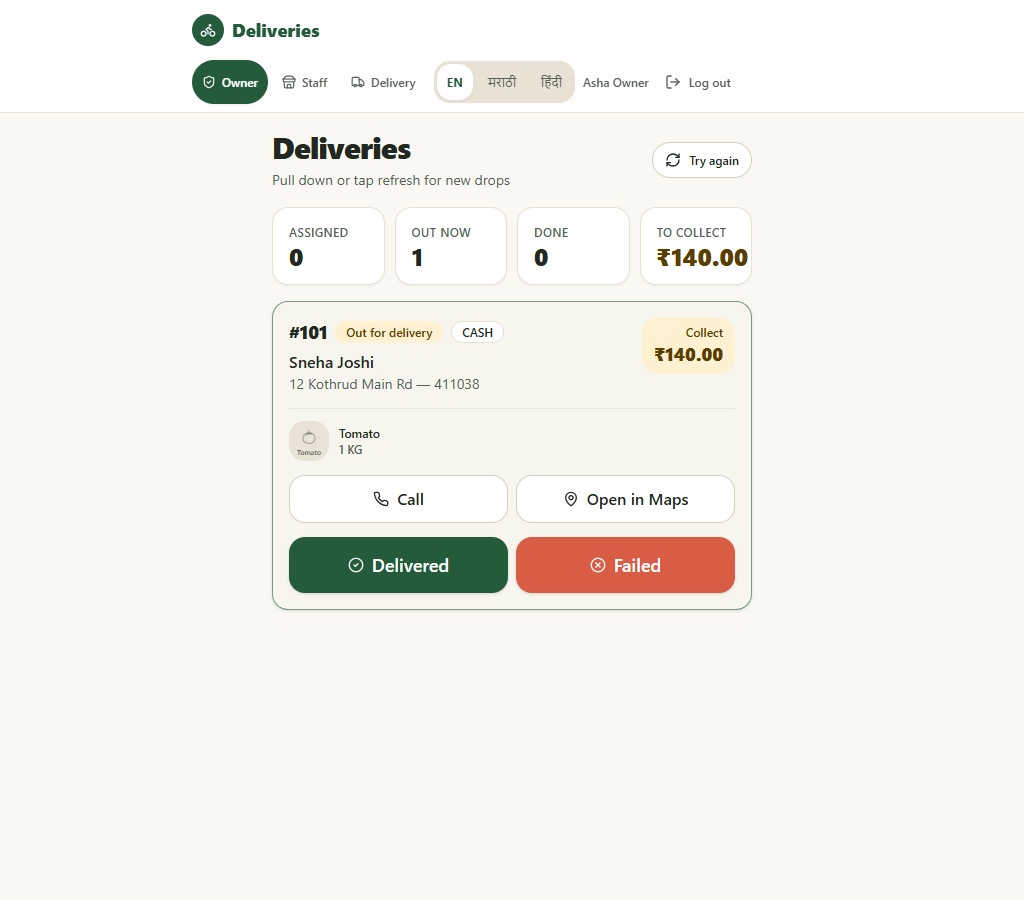 Deliveries
Owner Staff Delivery EN मराठी हिंदी Asha Owner Log out
Deliveries
Pull down or tap refresh for new drops
Try again
ASSIGNED
0
OUT NOW
1
DONE
0
TO COLLECT
₹140.00
#101 Out for delivery CASH
Sneha Joshi
12 Kothrud Main Rd — 411038
Collect
₹140.00
Tomato
Tomato
1 KG
Call
Open in Maps
Delivered
Failed